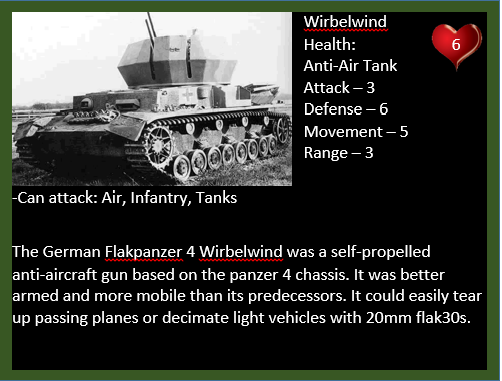 Wirbelwind
Health:
6
Anti-Air Tank
Attack – 3
Defense – 6
Movement – 5
Range – 3
-Can attack: Air, Infantry, Tanks
The German Flakpanzer 4 Wirbelwind was a self-propelled
anti-aircraft gun based on the panzer 4 chassis. It was better
armed and more mobile than its predecessors. It could easily tear
up passing planes or decimate light vehicles with 20mm flak30s.